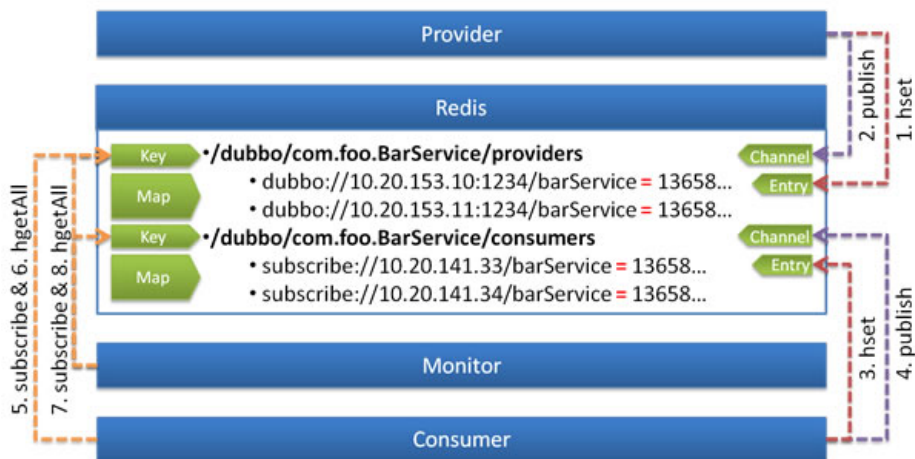 Provider
Redis
Key
•/dubbo/com.foo.BarService/providers
Channel
Map
• dubbo://10.20.153.10:1234/barService = 13658...
Entry
• dubbo://10.20.153.11:1234/barService = 13658...
Key
•/dubbo/com.foo.BarService/consumers
Channel
Map
• subscribe://10.20.141.33/barService = 13658...
Entry
• subscribe://10.20.141.34/barService = 13658...
Monitor
Consumer
1. hset
2. publish
3. hset
4. publish
5. subscribe & 6. hgetAll
7. subscribe & 8. hgetAll